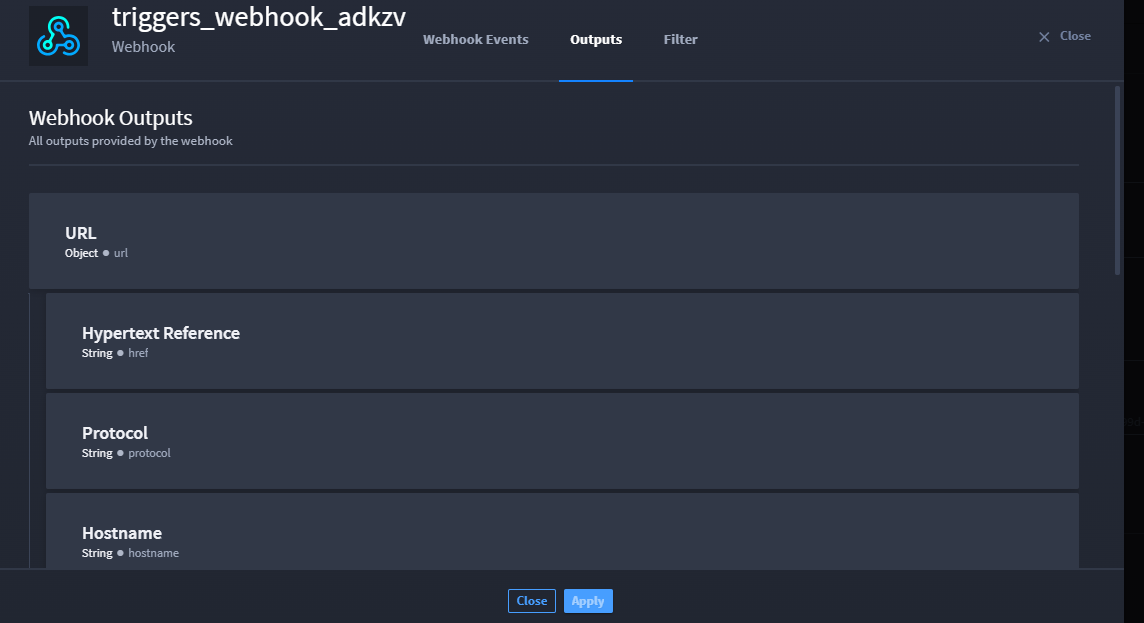 triggers_webhook_adkzv
Webhook
Webhook Events
Outputs
Filter
Close
Webhook Outputs
All outputs provided by the webhook
URL
Object ● url
Hypertext Reference
String ● href
Protocol
String ● protocol
Hostname
String ● hostname
Close
Apply